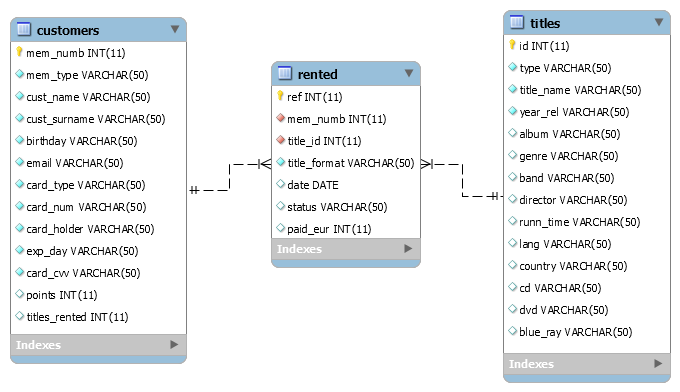 customers
mem_numb INT(11)
mem_type VARCHAR(50)
cust_name VARCHAR(50)
cust_surname VARCHAR(50)
birthday VARCHAR(50)
email VARCHAR(50)
card_type VARCHAR(50)
card_num VARCHAR(50)
card_holder VARCHAR(50)
exp_day VARCHAR(50)
card_cvv VARCHAR(50)
points INT(11)
titles_rented INT(11)
Indexes
rented
ref INT(11)
mem_numb INT(11)
title_id INT(11)
title_format VARCHAR(50)
date DATE
status VARCHAR(50)
paid_eur INT(11)
Indexes
titles
id INT(11)
type VARCHAR(50)
title_name VARCHAR(50)
year_rel VARCHAR(50)
album VARCHAR(50)
genre VARCHAR(50)
band VARCHAR(50)
director VARCHAR(50)
runn_time VARCHAR(50)
lang VARCHAR(50)
country VARCHAR(50)
cd VARCHAR(50)
dvd VARCHAR(50)
blue_ray VARCHAR(50)
Indexes